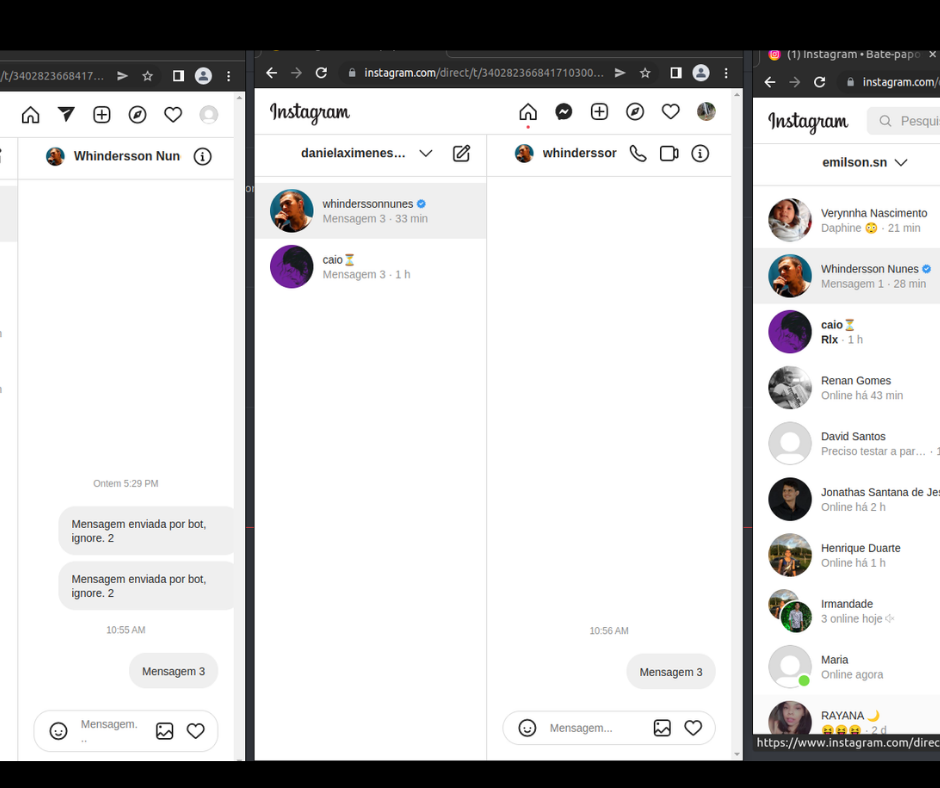 /t/3402823668417...
Whindersson Nun
Ontem 5:29 PM
Mensagem enviada por bot,
ignore. 2
Mensagem enviada por bot,
ignore. 2
10:55 AM
Mensagem 3
Mensagem.
..
instagram.com/direct/t/340282366841710300...
Instagram
danielaximenes...
whinderssor
whinderssonnunes
Mensagem 3 · 33 min
caio⏳
Mensagem 3 · 1 h
10:56 AM
Mensagem 3
Mensagem...
(1) Instagram • Bate-papo
instagram.com/
Instagram
Pesquis
emilson.sn
Verynnha Nascimento
Daphine 😳 · 21 min
Whindersson Nunes
Mensagem 1 · 28 min
caio⏳
Rlx · 1 h
Renan Gomes
Online há 43 min
David Santos
Preciso testar a par... · 1
Jonathas Santana de Jes
Online há 2 h
Henrique Duarte
Online há 1 h
Irmandade
3 online hoje
Maria
Online agora
RAYANA 🌙
😝😝😝 · 2 d
https://www.instagram.com/direc